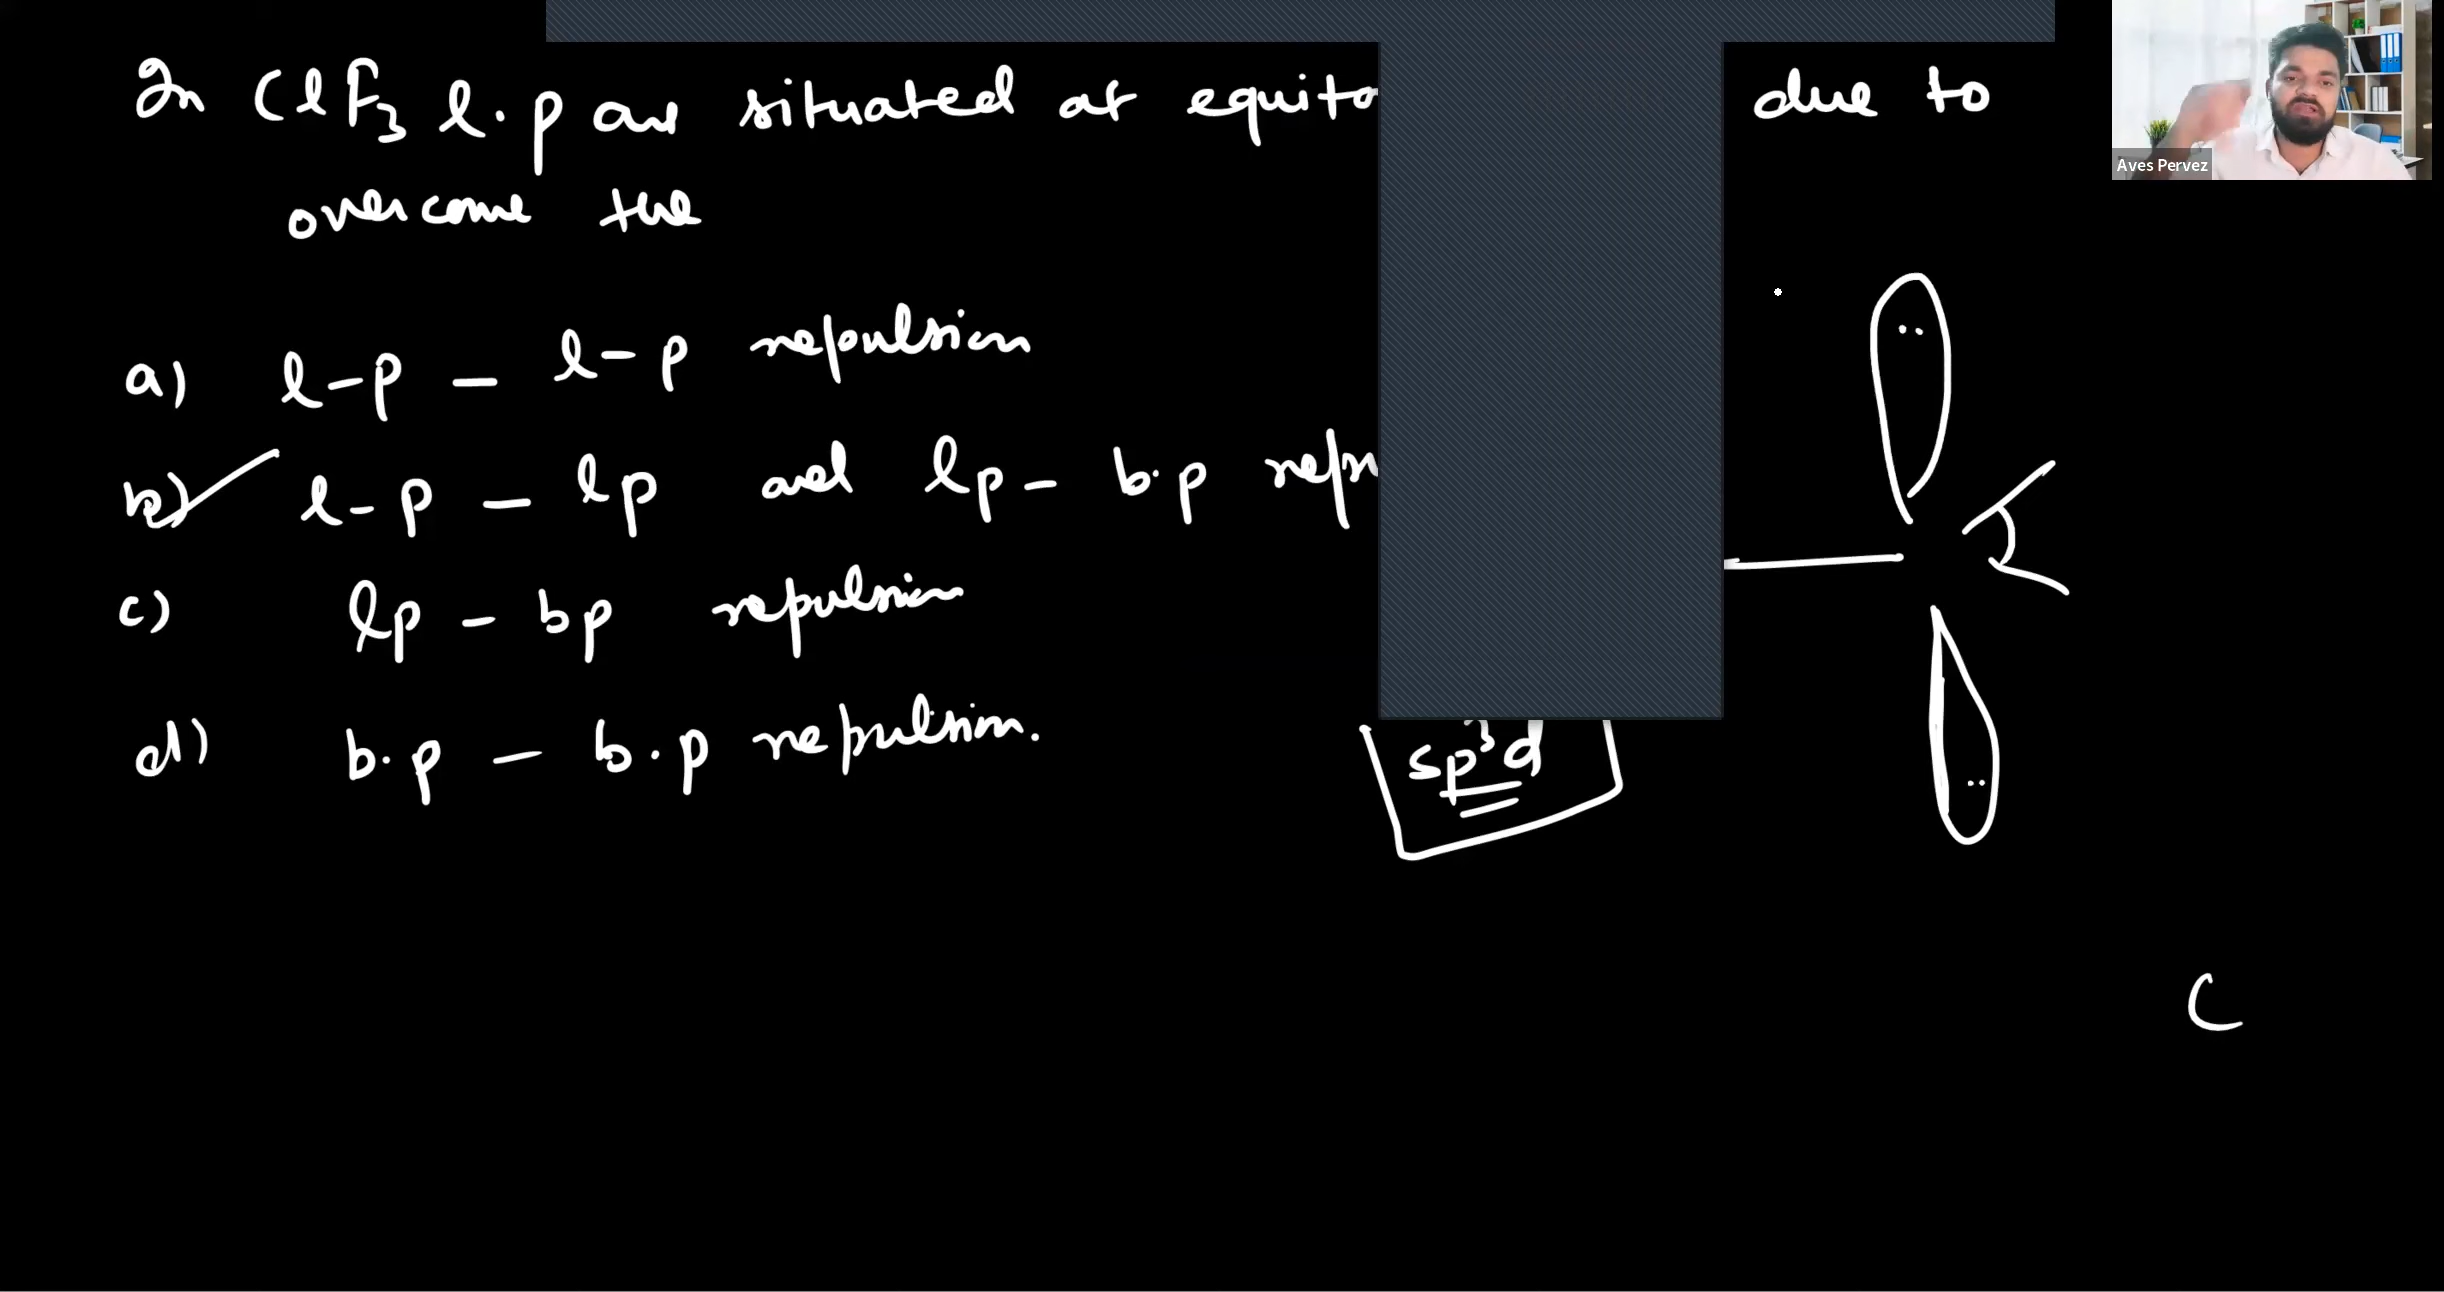 In ClF3 l.p are situated at equito due to
overcome the
a) l-p - l-p repulsion
b) l-p - lp and lp - b.p repu
c) lp - bp repulsion
d) b.p - b.p repulsion.
sp³d
C
Aves Pervez